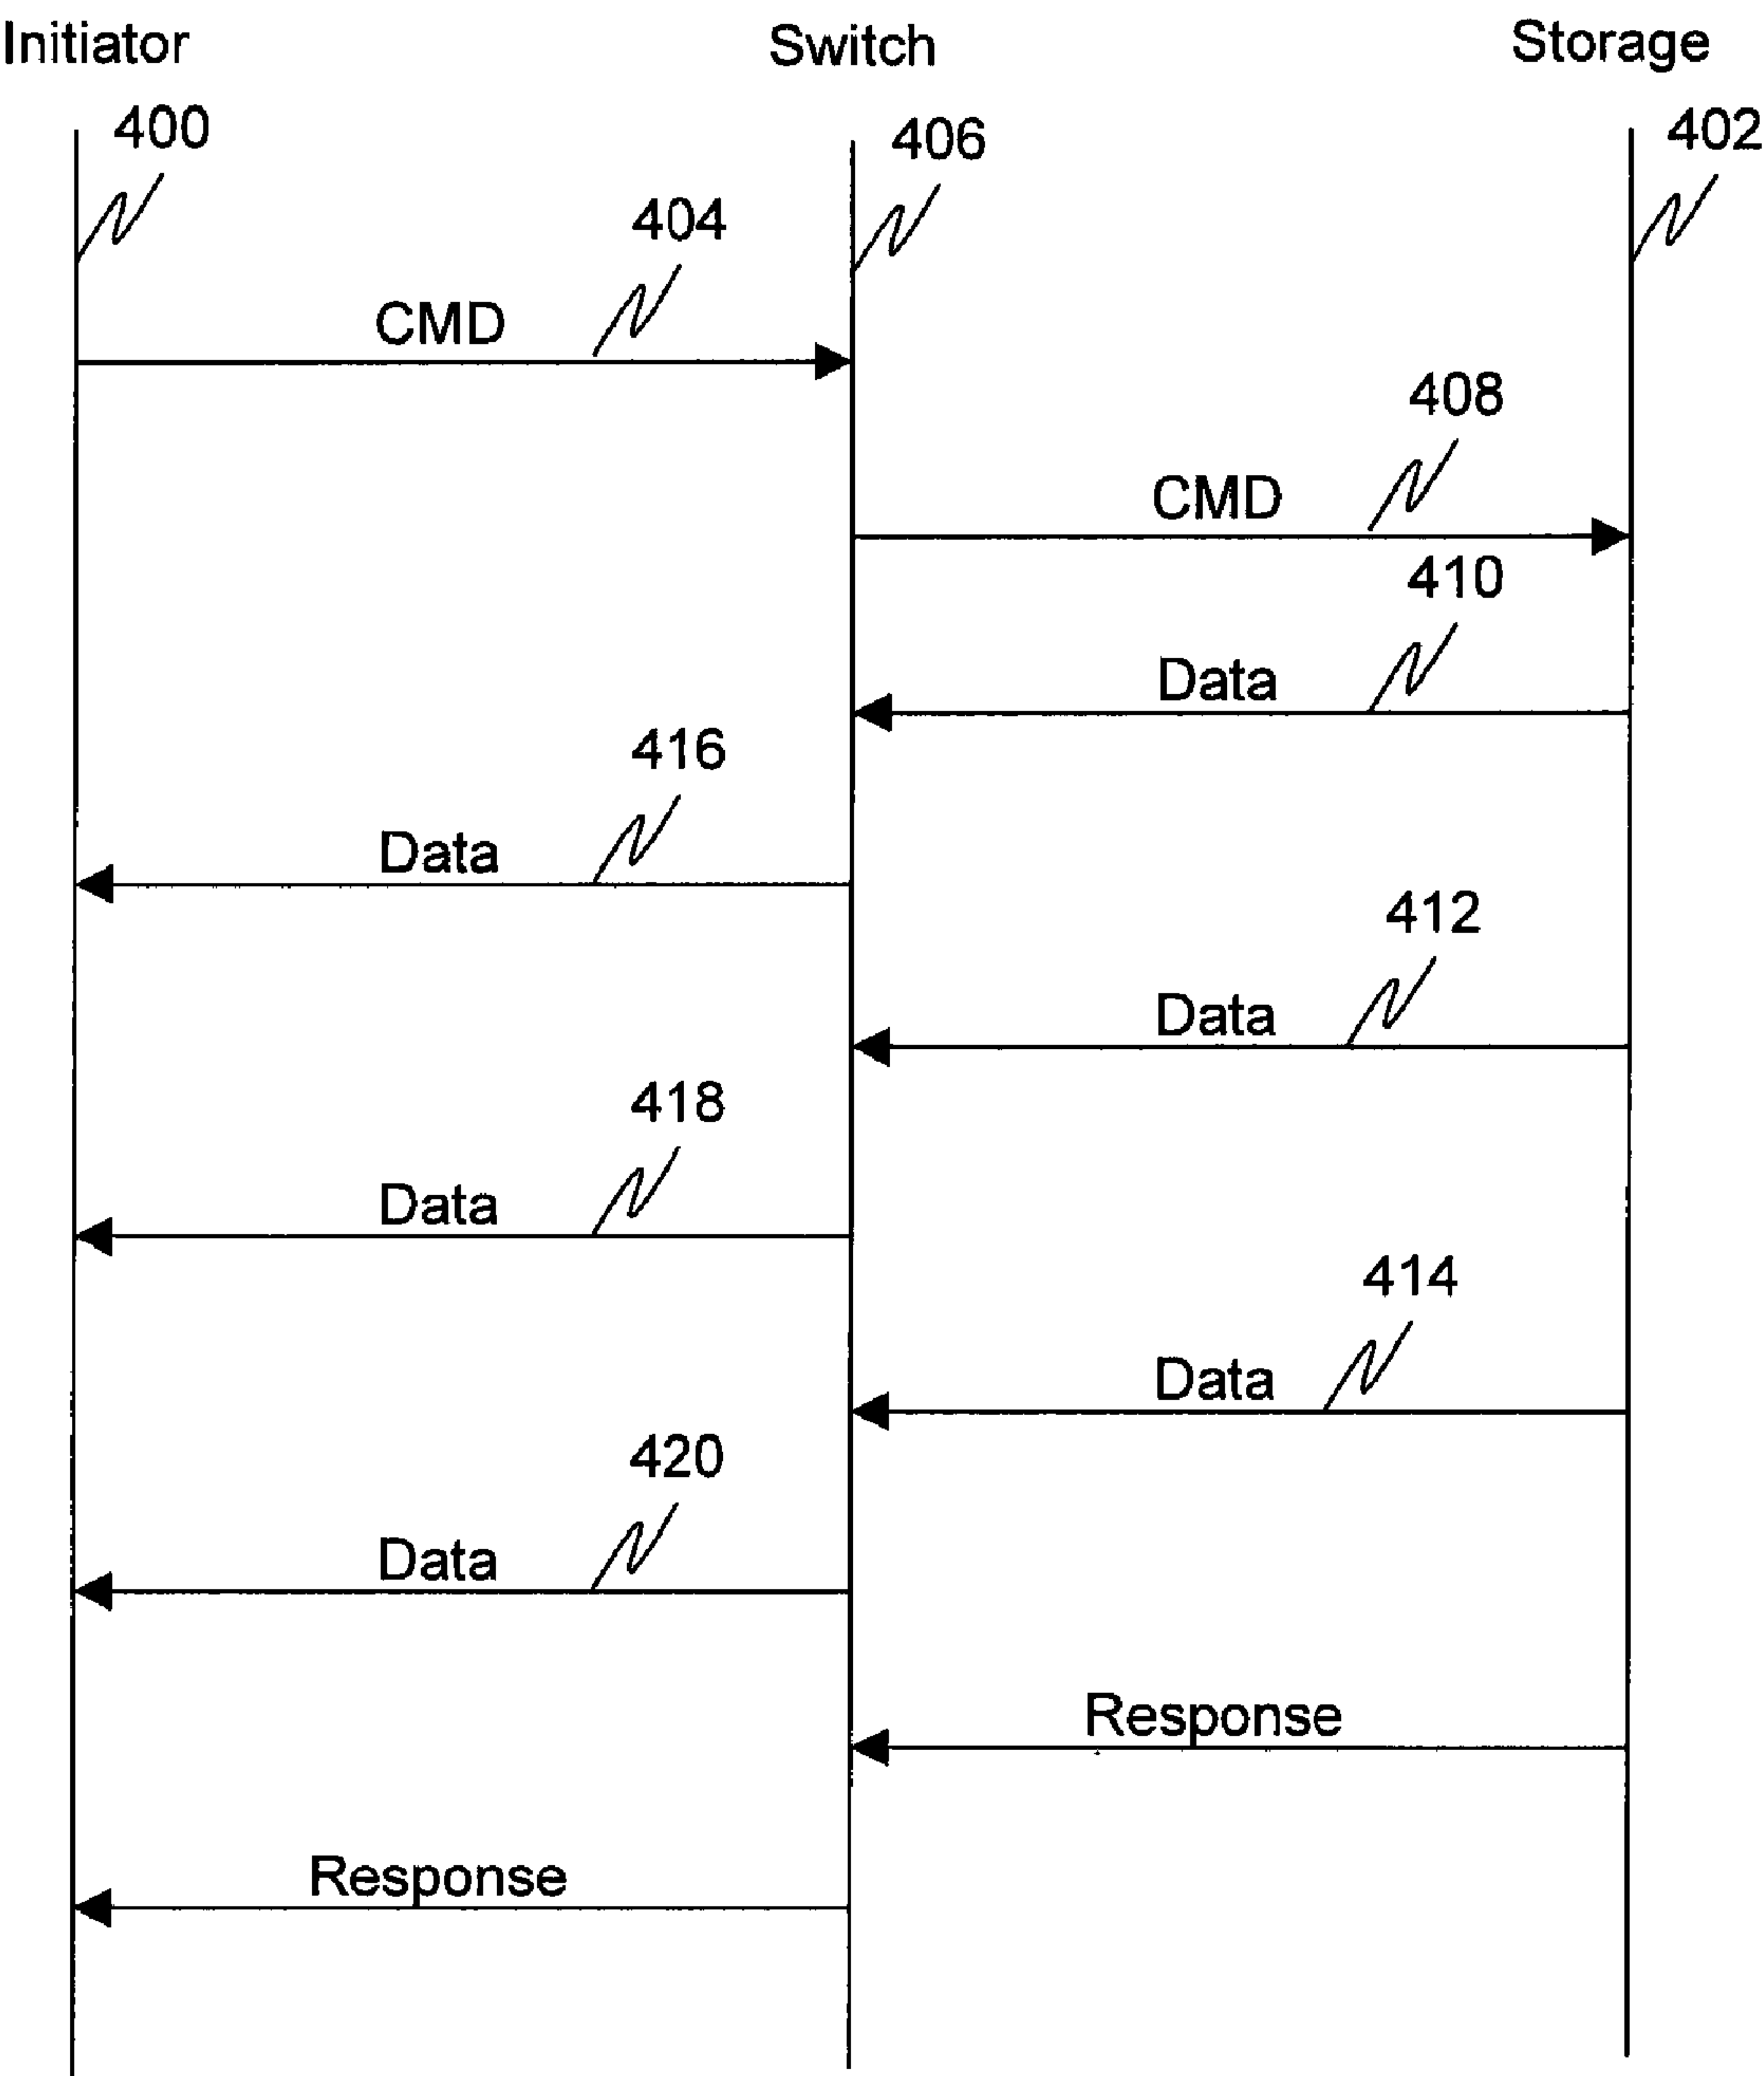 Initiator
Switch
Storage
400
406
402
404
CMD
408
CMD
410
Data
416
Data
412
Data
418
Data
414
Data
420
Data
Response
Response